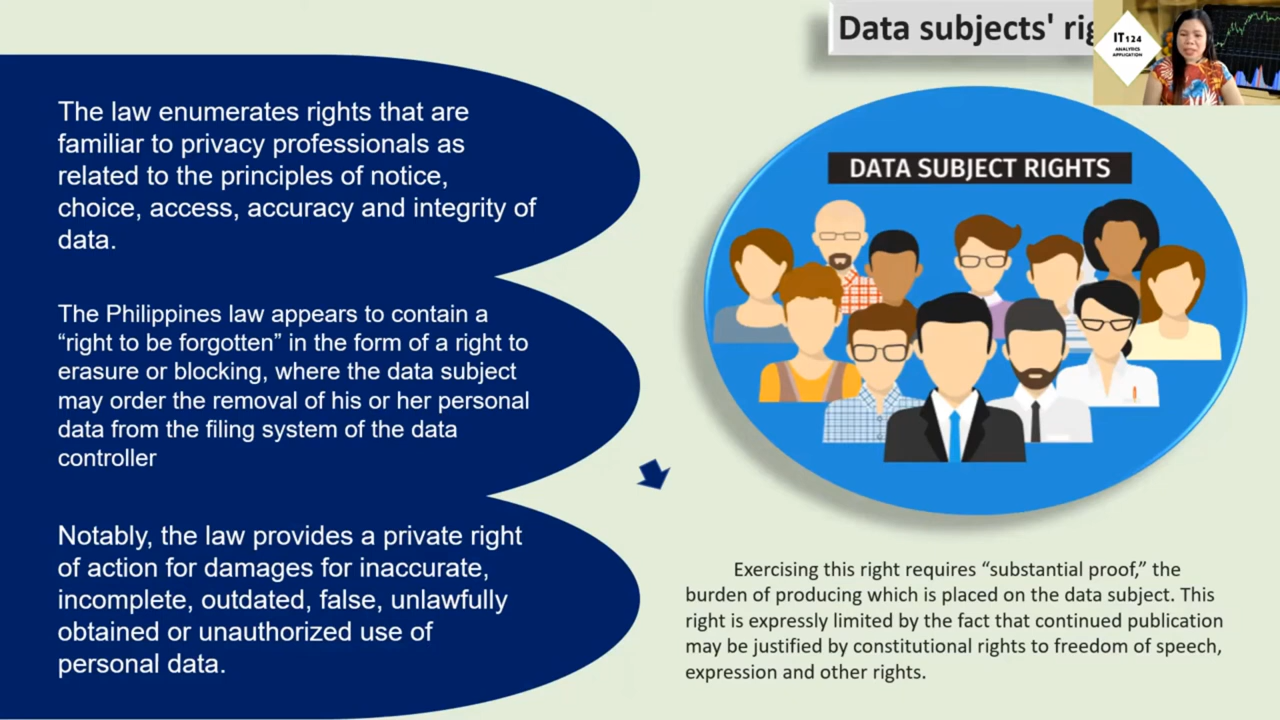 Data subjects'
IT124
ANALYTICS
APPLICATION
The law enumerates rights that are
familiar to privacy professionals as
related to the principles of notice,
choice, access, accuracy and integrity of
data.
The Philippines law appears to contain a
“right to be forgotten” in the form of a right to
erasure or blocking, where the data subject
may order the removal of his or her personal
data from the filing system of the data
controller
Notably, the law provides a private right
of action for damages for inaccurate,
incomplete, outdated, false, unlawfully
obtained or unauthorized use of
personal data.
DATA SUBJECT RIGHTS
Exercising this right requires “substantial proof,” the
burden of producing which is placed on the data subject. This
right is expressly limited by the fact that continued publication
may be justified by constitutional rights to freedom of speech,
expression and other rights.